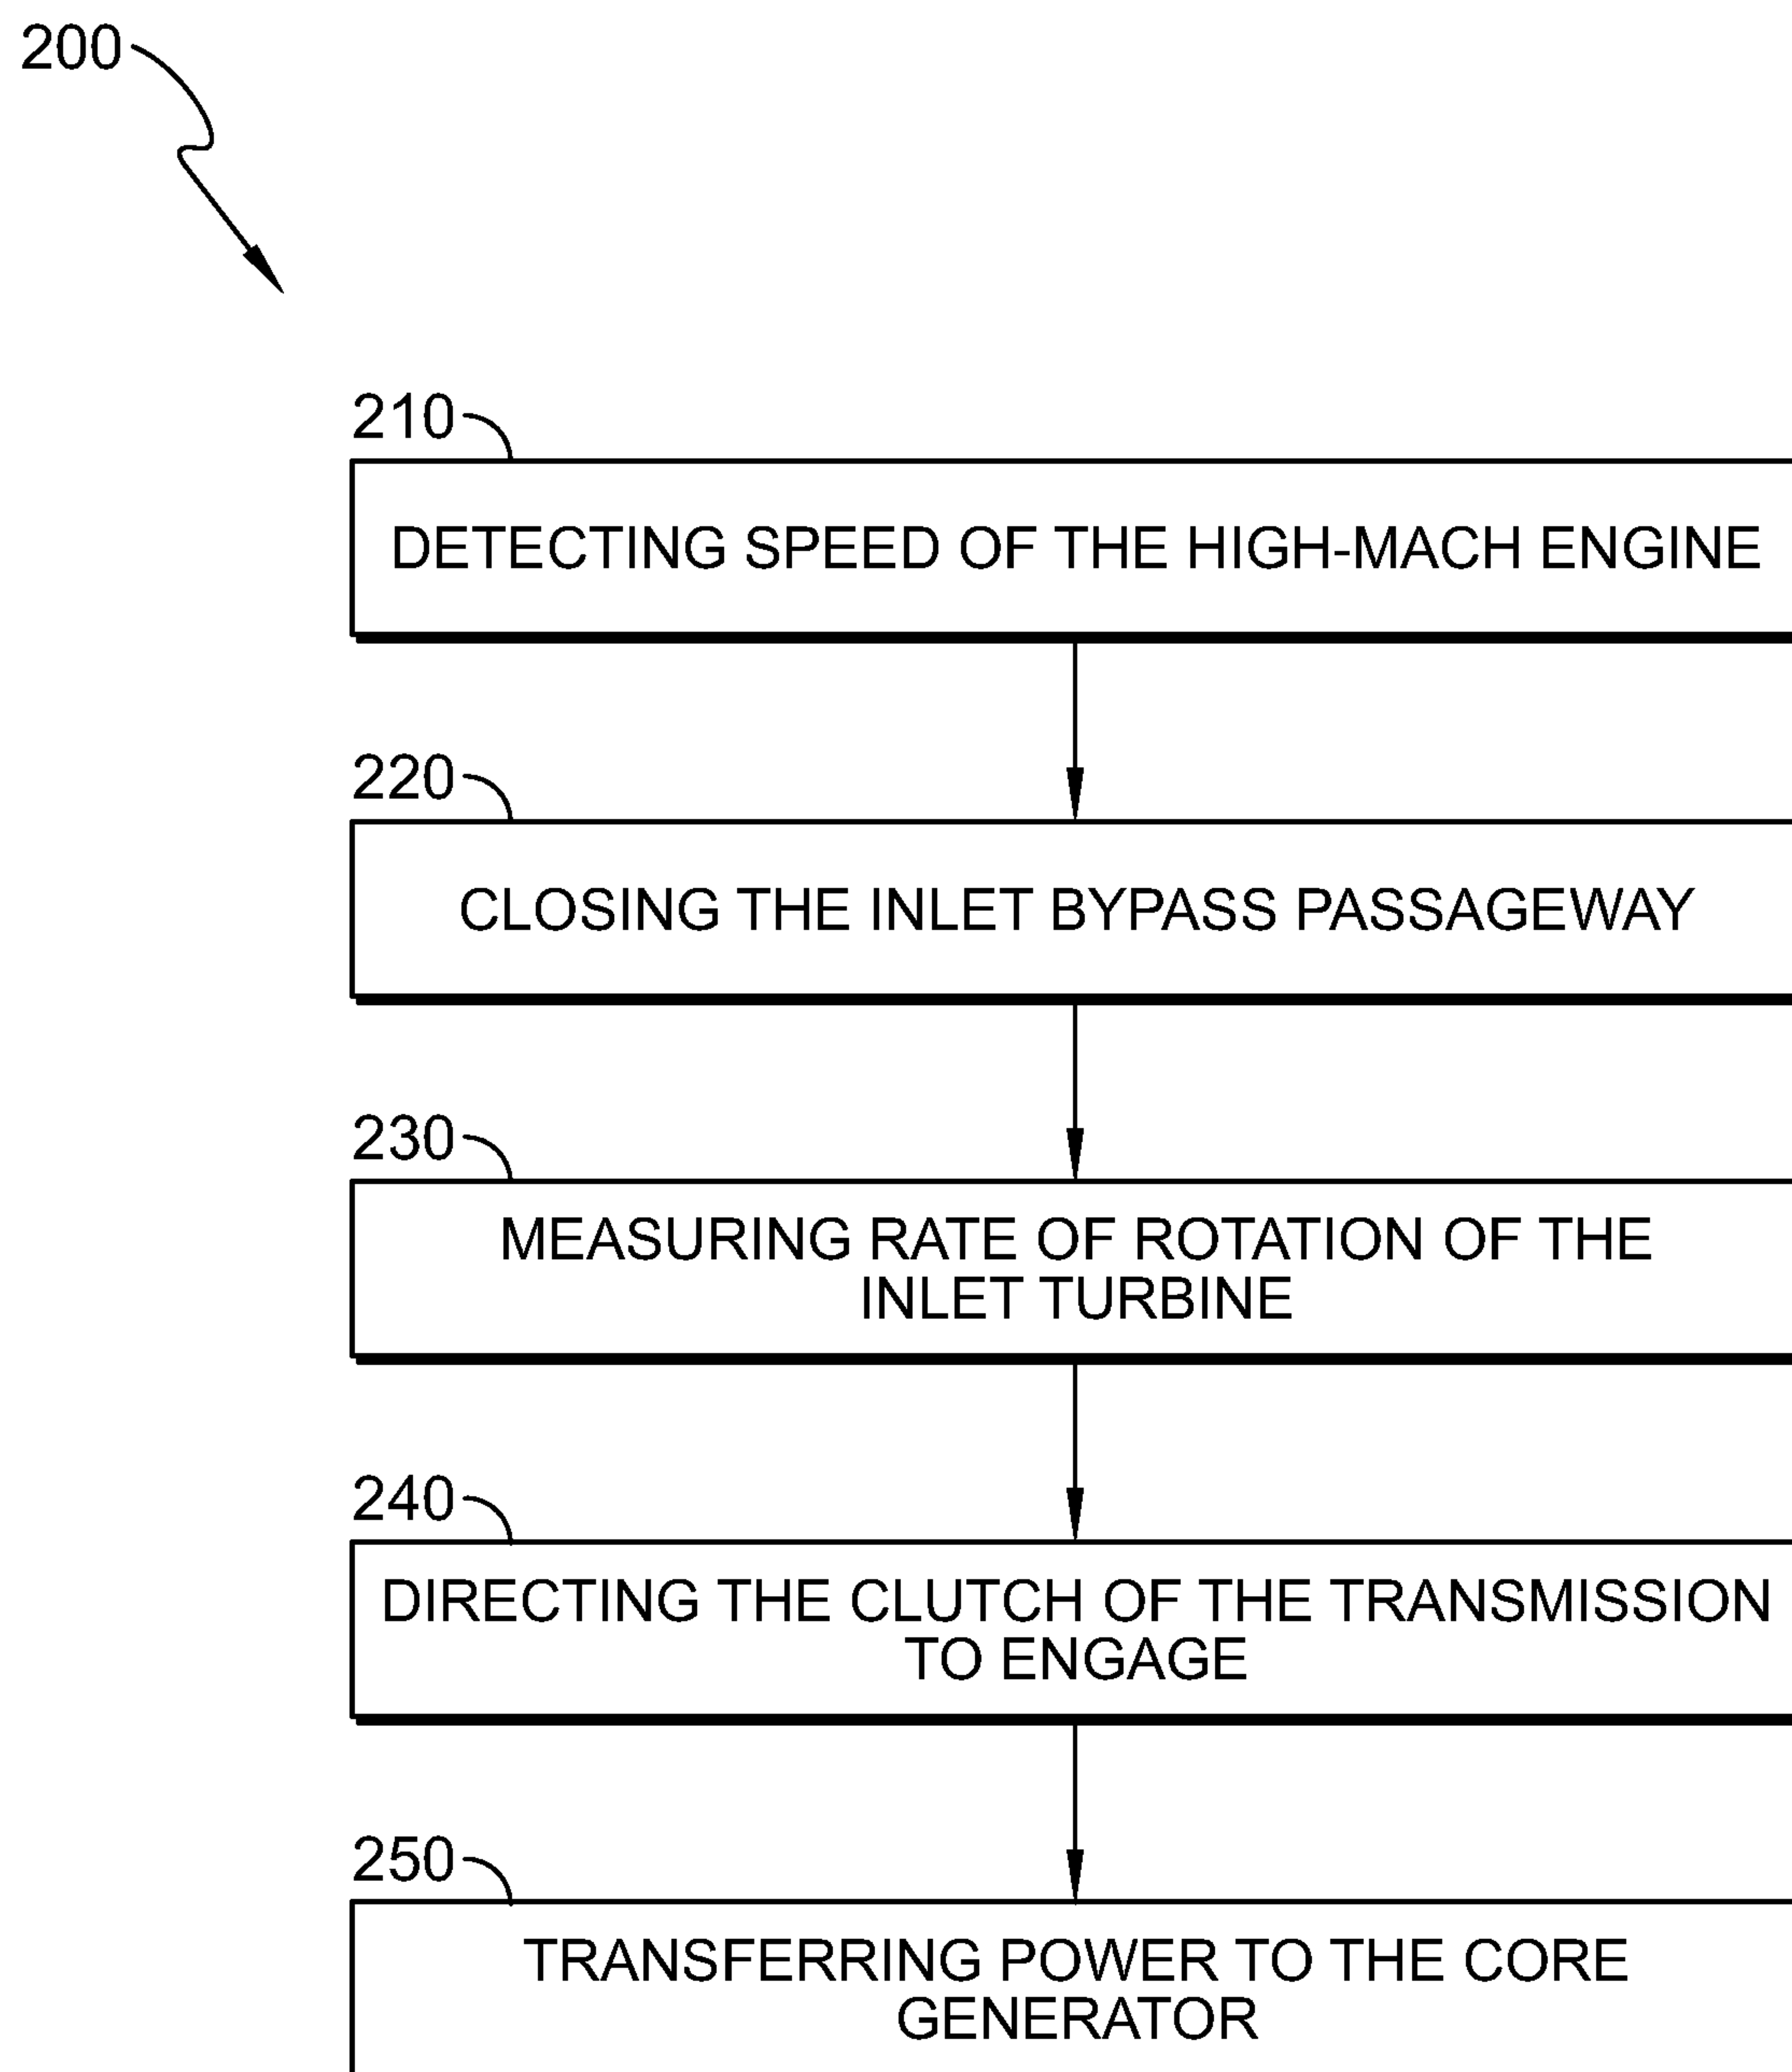 200
210
DETECTING SPEED OF THE HIGH-MACH ENGINE
220
CLOSING THE INLET BYPASS PASSAGEWAY
230
MEASURING RATE OF ROTATION OF THE
INLET TURBINE
240
DIRECTING THE CLUTCH OF THE TRANSMISSION
TO ENGAGE
250
TRANSFERRING POWER TO THE CORE
GENERATOR